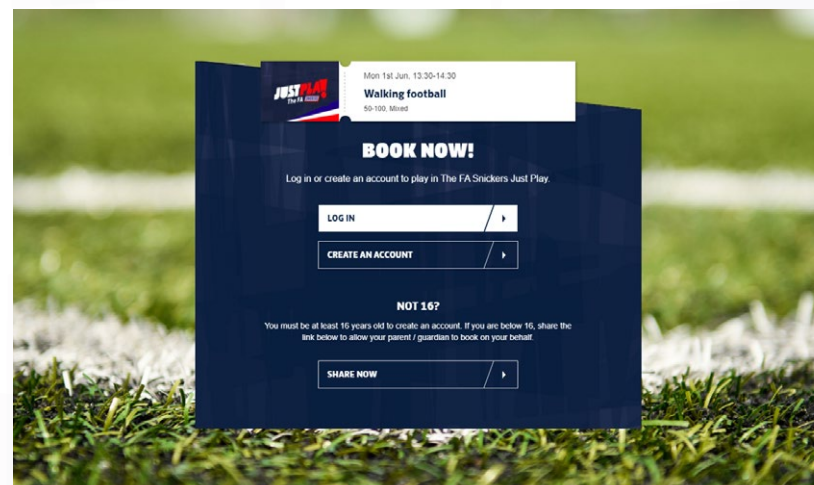 JUSTPLAY!
The FA
Mon 1st Jun, 13:30-14:30
Walking football
50-100, Mixed
BOOK NOW!
Log in or create an account to play in The FA Snickers Just Play.
LOG IN
CREATE AN ACCOUNT
NOT 16?
You must be at least 16 years old to create an account. If you are below 16, share the
link below to allow your parent / guardian to book on your behalf.
SHARE NOW